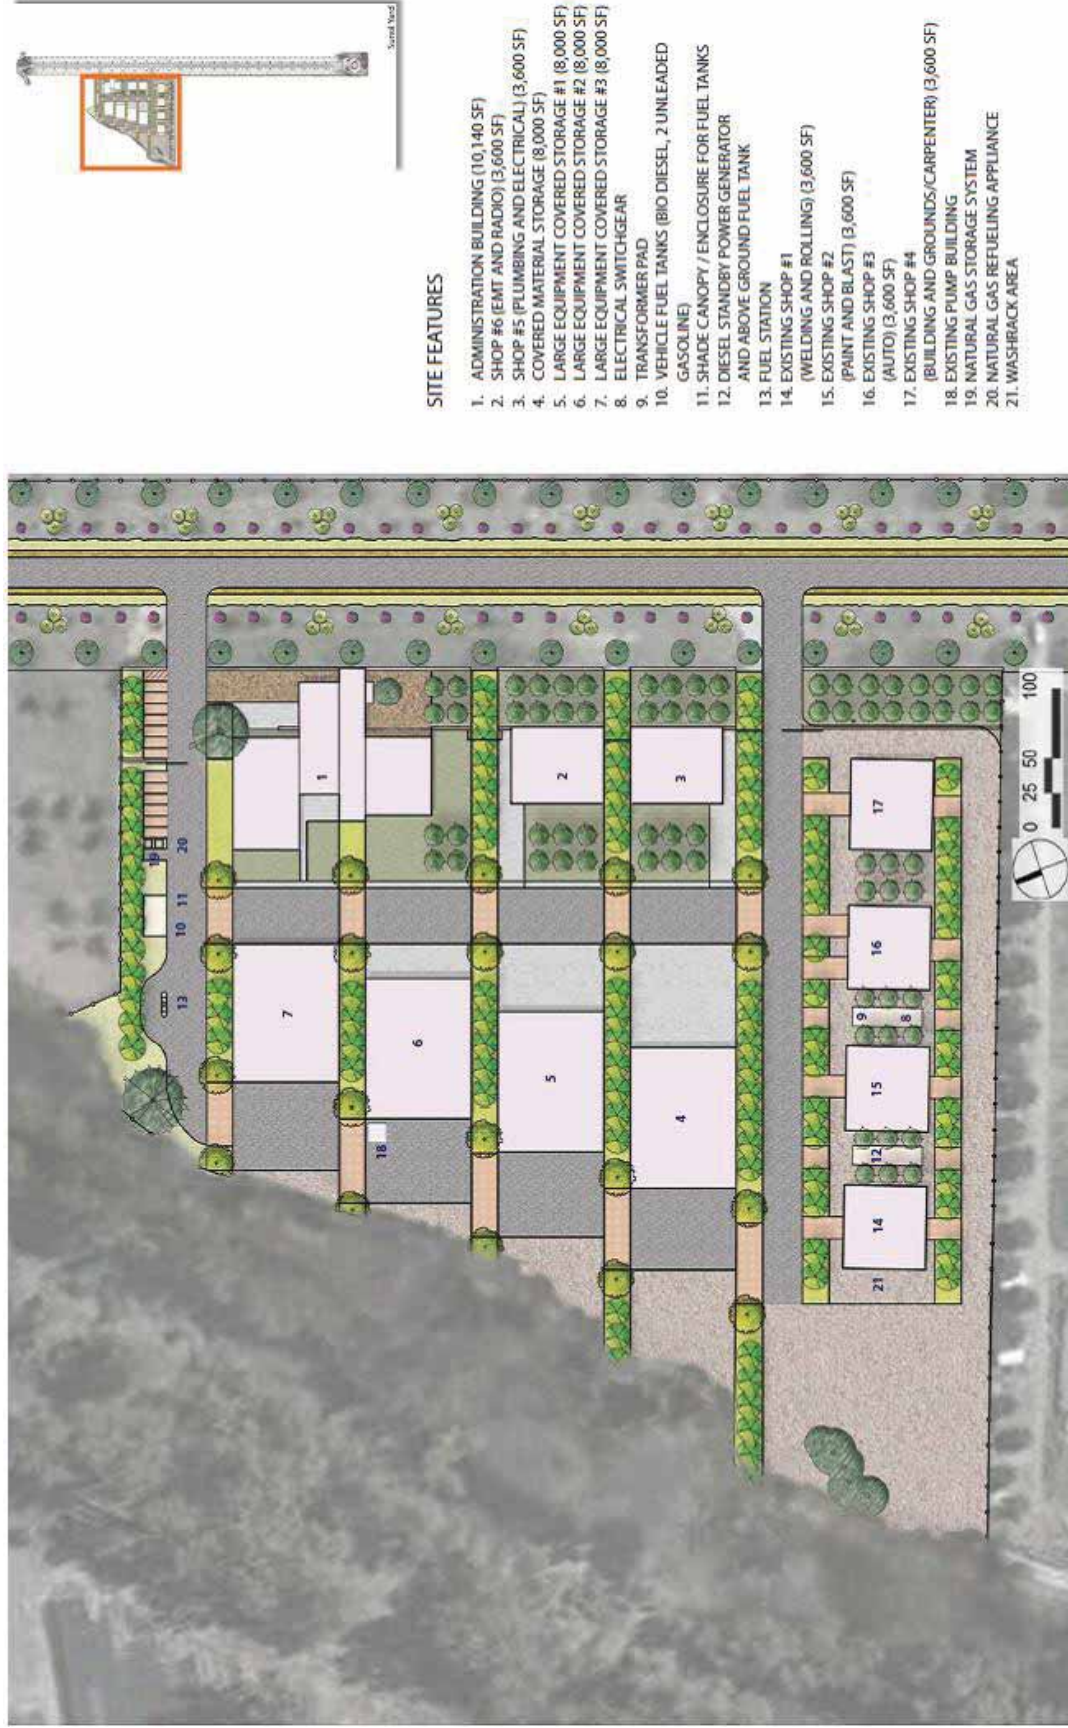 Sunol Yard
SITE FEATURES
1. ADMINISTRATION BUILDING (10,140 SF)
2. SHOP #6 (EMT AND RADIO) (3,600 SF)
3. SHOP #5 (PLUMBING AND ELECTRICAL) (3,600 SF)
4. COVERED MATERIAL STORAGE (8,000 SF)
5. LARGE EQUIPMENT COVERED STORAGE #1 (8,000 SF)
6. LARGE EQUIPMENT COVERED STORAGE #2 (8,000 SF)
7. LARGE EQUIPMENT COVERED STORAGE #3 (8,000 SF)
8. ELECTRICAL SWITCHGEAR
9. TRANSFORMER PAD
10. VEHICLE FUEL TANKS (BIO DIESEL, 2 UNLEADED
GASOLINE)
11. SHADE CANOPY / ENCLOSURE FOR FUEL TANKS
12. DIESEL STANDBY POWER GENERATOR
AND ABOVE GROUND FUEL TANK
13. FUEL STATION
14. EXISTING SHOP #1
(WELDING AND ROLLING) (3,600 SF)
15. EXISTING SHOP #2
(PAINT AND BLAST) (3,600 SF)
16. EXISTING SHOP #3
(AUTO) (3,600 SF)
17. EXISTING SHOP #4
(BUILDING AND GROUNDS/CARPENTER) (3,600 SF)
18. EXISTING PUMP BUILDING
19. NATURAL GAS STORAGE SYSTEM
20. NATURAL GAS REFUELING APPLIANCE
21. WASHRACK AREA
19
13 10 11 20
7 1
18 6
5 2
4 3
9
21 14 12 15 16 17
8
0 25 50 100